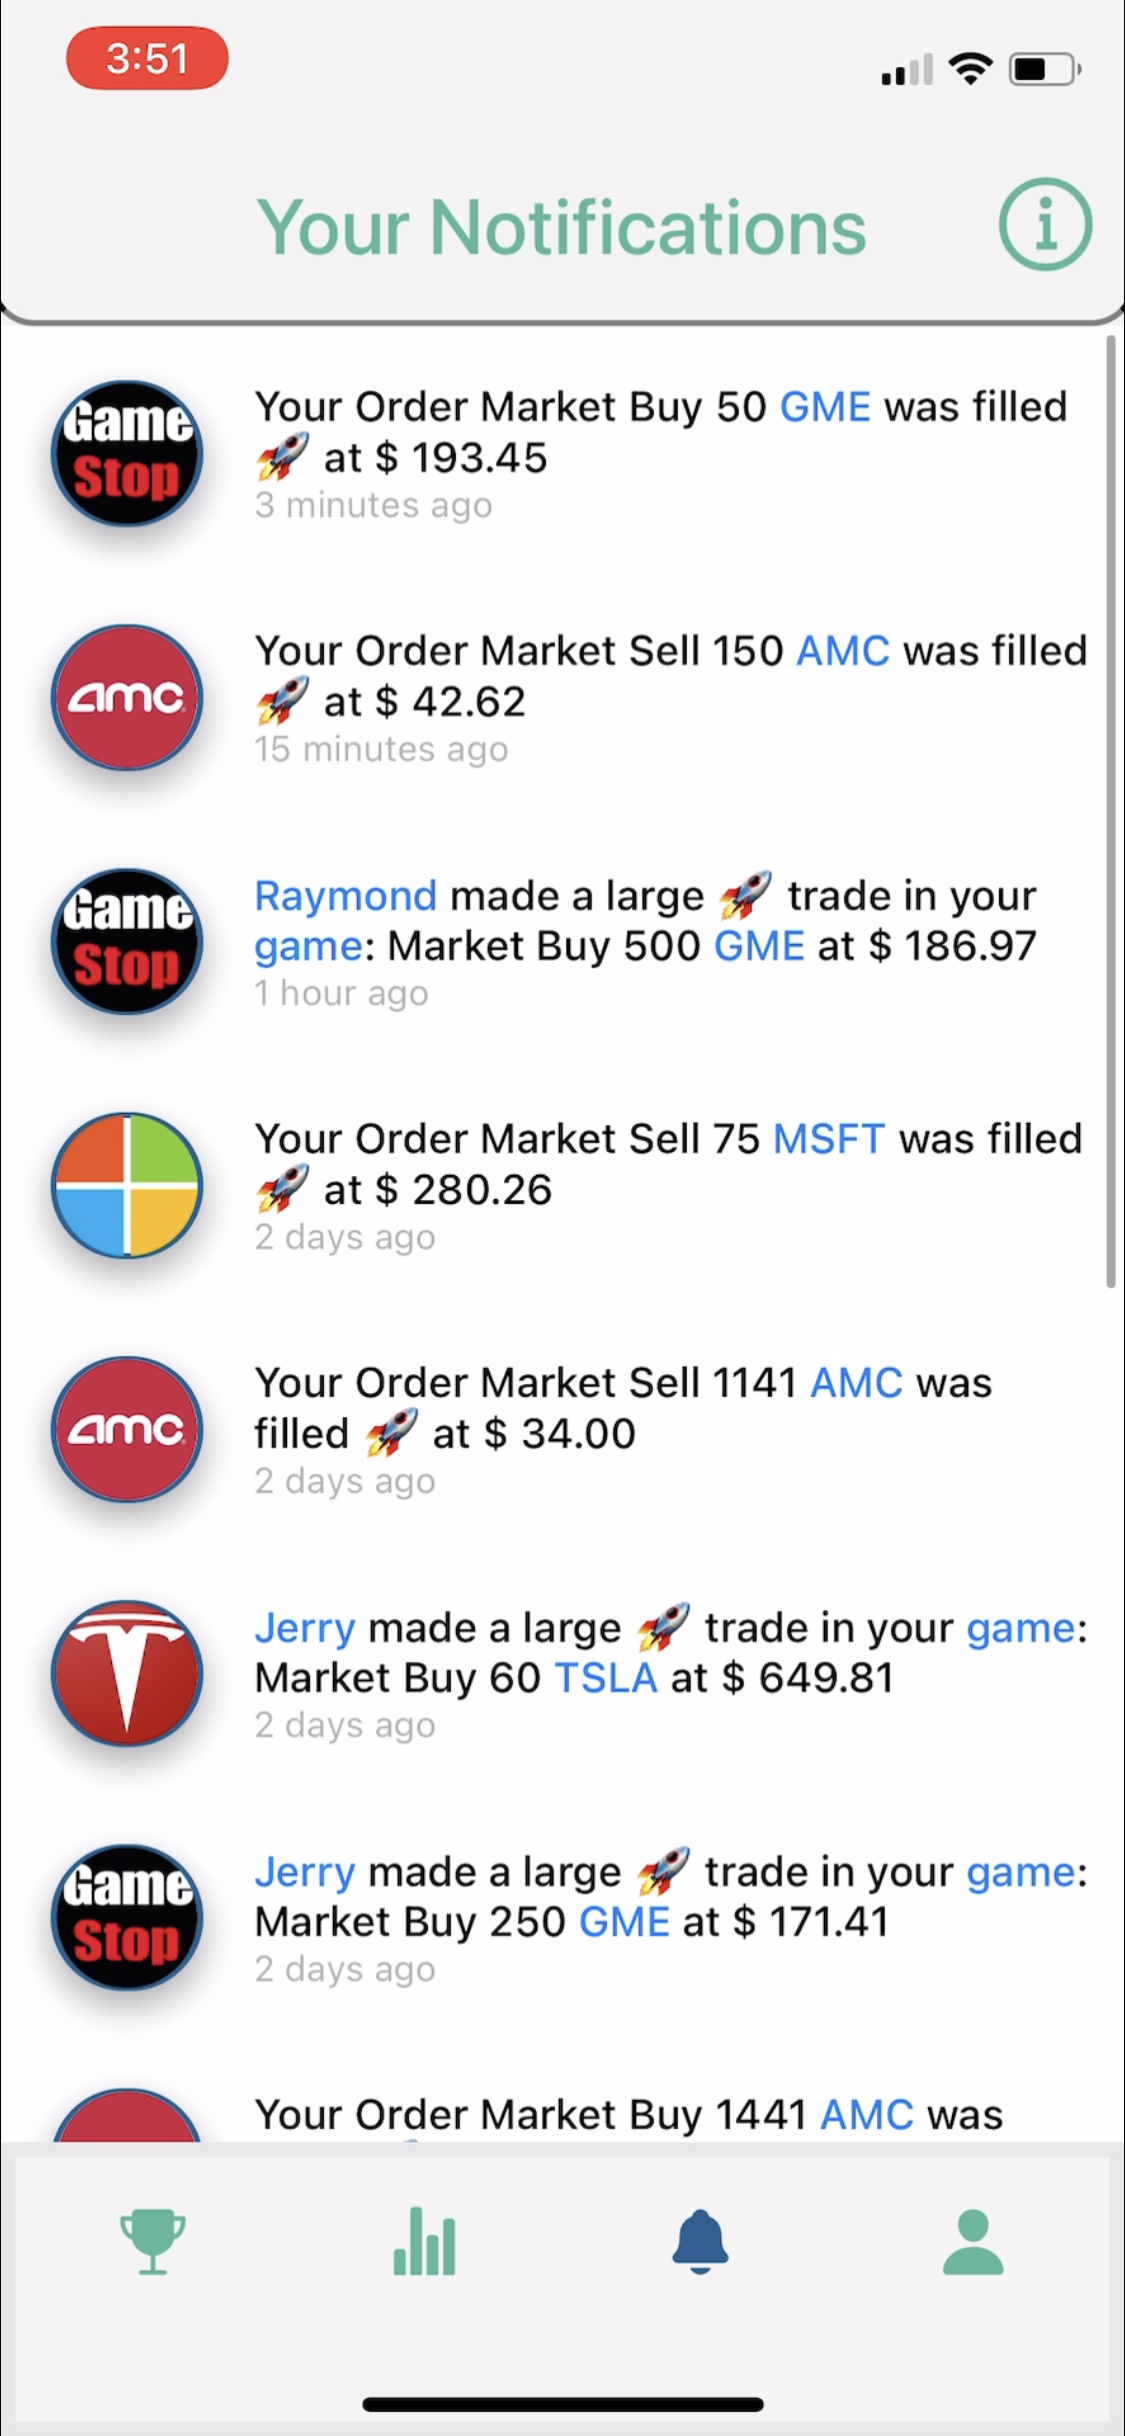 3:51
Your Notifications
Game
Stop
Your Order Market Buy 50 GME was filled
🚀 at $ 193.45
3 minutes ago
amc
Your Order Market Sell 150 AMC was filled
🚀 at $ 42.62
15 minutes ago
Game
Stop
Raymond made a large 🚀 trade in your
game: Market Buy 500 GME at $ 186.97
1 hour ago
Your Order Market Sell 75 MSFT was filled
🚀 at $ 280.26
2 days ago
amc
Your Order Market Sell 1141 AMC was
filled 🚀 at $ 34.00
2 days ago
Jerry made a large 🚀 trade in your game:
Market Buy 60 TSLA at $ 649.81
2 days ago
Game
Stop
Jerry made a large 🚀 trade in your game:
Market Buy 250 GME at $ 171.41
2 days ago
Your Order Market Buy 1441 AMC was